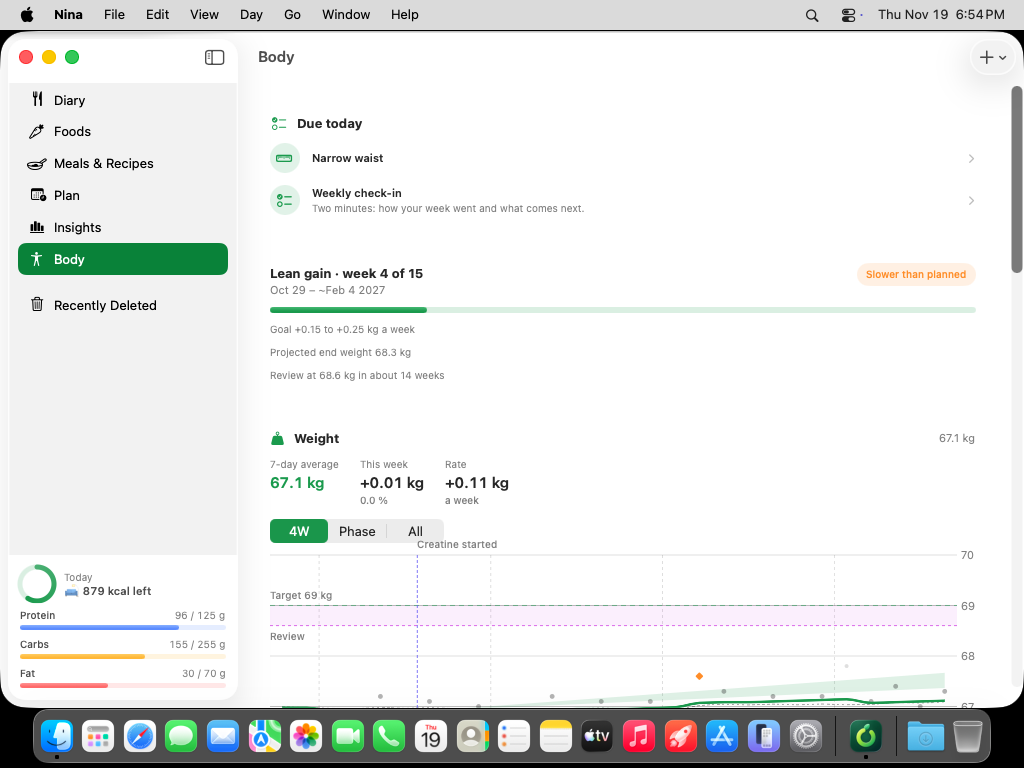 Nina File Edit View Day Go Window Help Thu Nov 19 6:54 PM
Body
Diary
Foods
Meals & Recipes
Plan
Insights
Body
Recently Deleted
Today
879 kcal left
Protein 96 / 125 g
Carbs 155 / 255 g
Fat 30 / 70 g
Due today
Narrow waist
Weekly check-in
Two minutes: how your week went and what comes next.
Lean gain · week 4 of 15 Slower than planned
Oct 29 – ~Feb 4 2027
Goal +0.15 to +0.25 kg a week
Projected end weight 68.3 kg
Review at 68.6 kg in about 14 weeks
Weight 67.1 kg
7-day average This week Rate
67.1 kg +0.01 kg +0.11 kg
0.0 % a week
4W Phase All
Creatine started
70
Target 69 kg
69
Review
68
67
Thu
19
tv